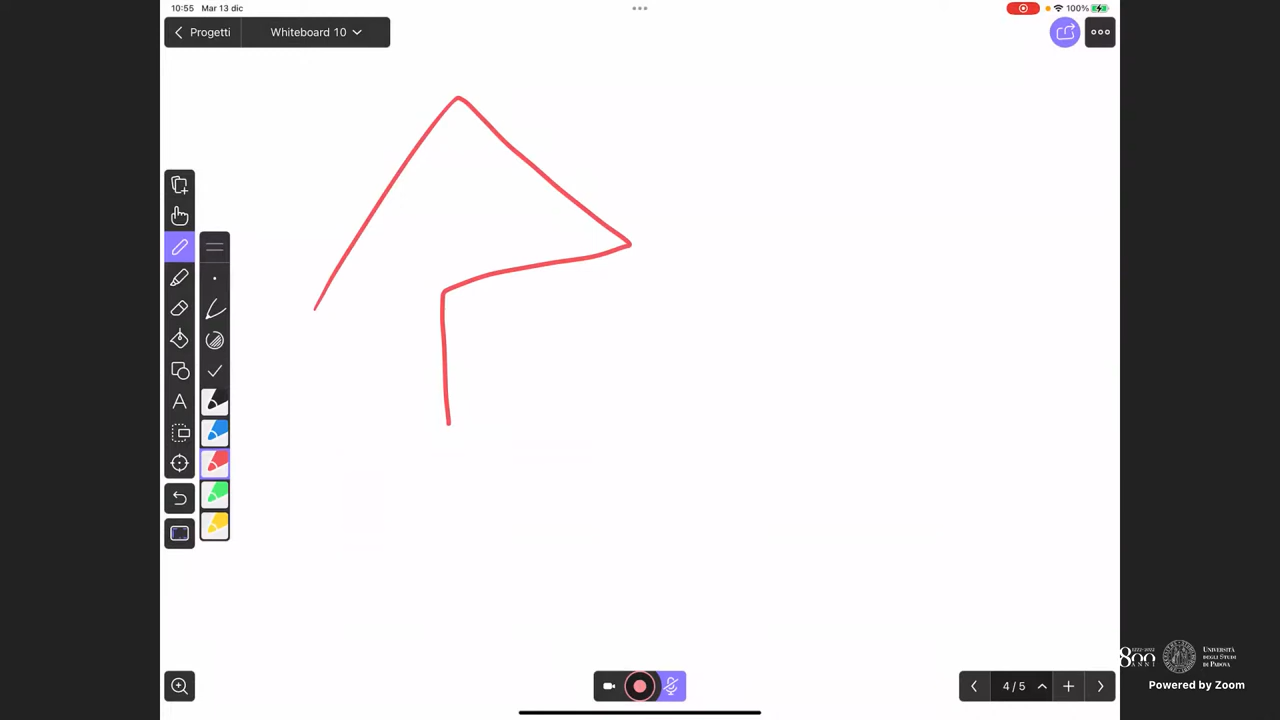 10:55 Mar 13 dic
100%
Progetti
Whiteboard 10
A
4/5
800
ANNI
UNIVERSITÀ
DEGLI STUDI
DI PADOVA
Powered by Zoom